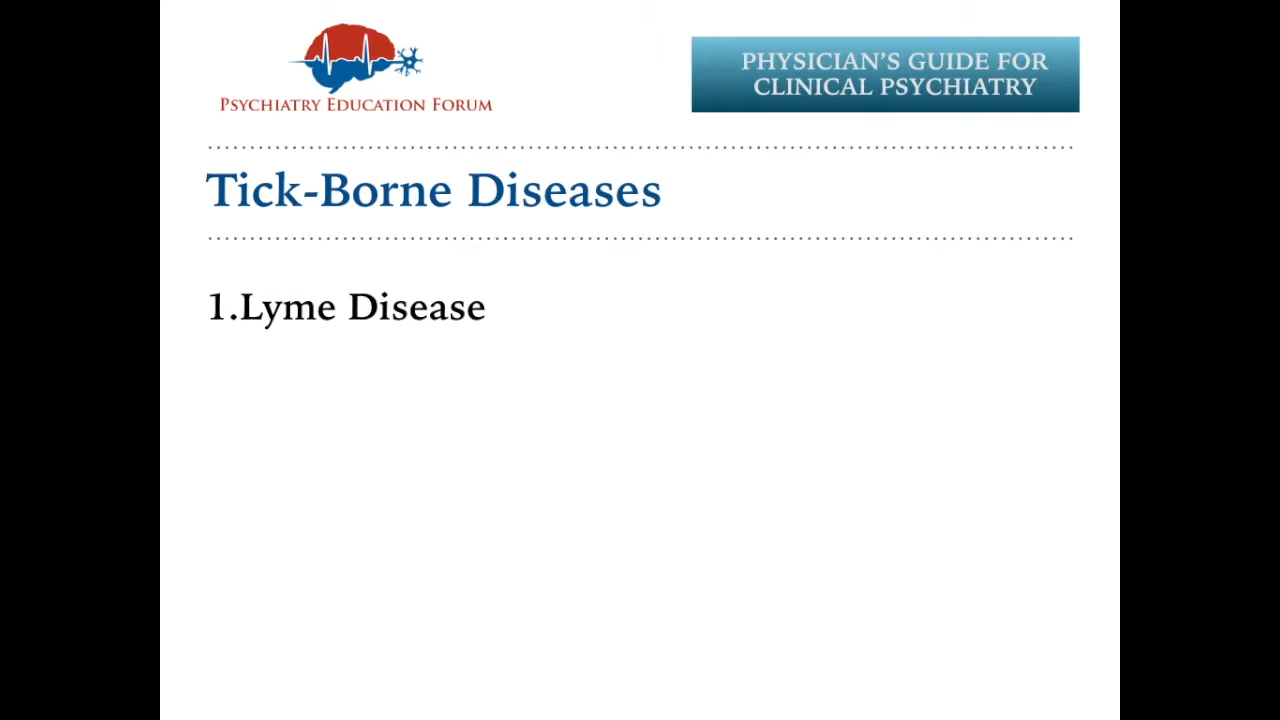 Psychiatry Education Forum
PHYSICIAN'S GUIDE FOR
CLINICAL PSYCHIATRY
Tick-Borne Diseases
1.Lyme Disease